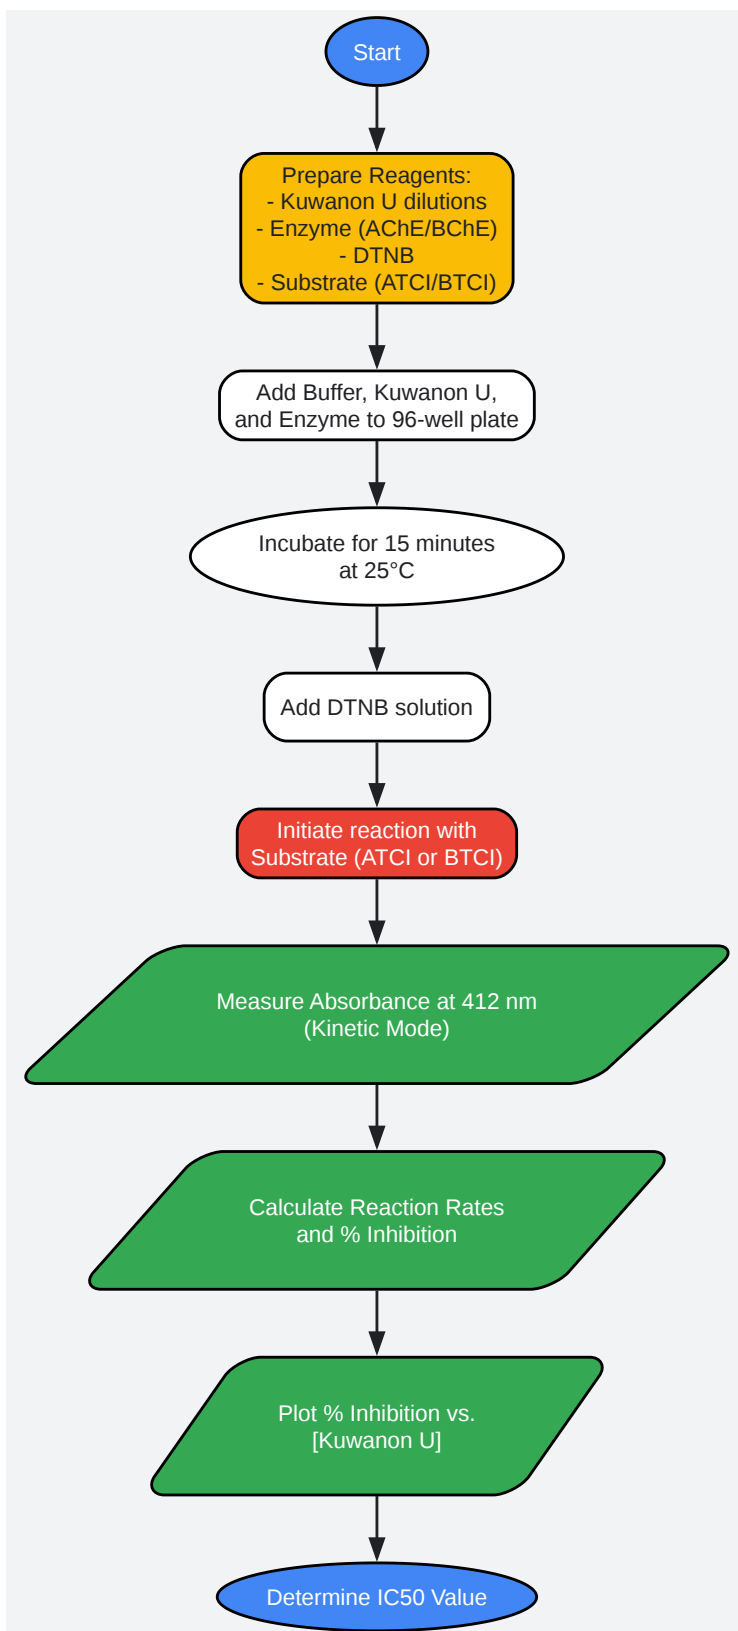 Start
Prepare Reagents:
- Kuwanon U dilutions
- Enzyme (AChE/BChE)
- DTNB
- Substrate (ATCI/BTCI)
Add Buffer, Kuwanon U,
and Enzyme to 96-well plate
Incubate for 15 minutes
at 25°C
Add DTNB solution
Initiate reaction with
Substrate (ATCI or BTCI)
Measure Absorbance at 412 nm
(Kinetic Mode)
Calculate Reaction Rates
and % Inhibition
Plot % Inhibition vs.
[Kuwanon U]
Determine IC50 Value